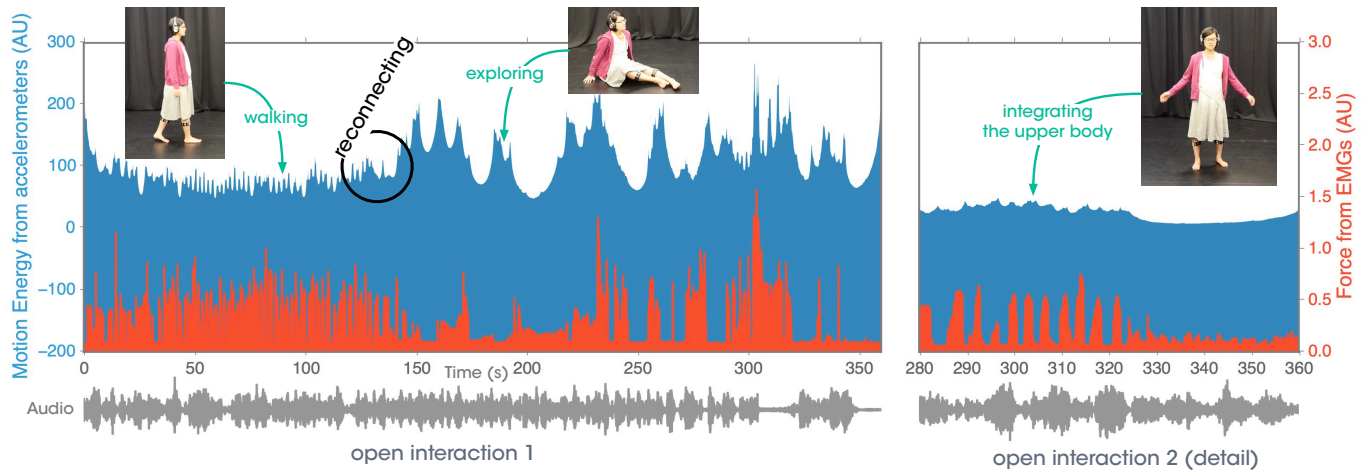 Motion Energy from accelerometers (AU)
300
200
100
0
−100
−200
walking
reconnecting
exploring
0
50
100
150
200
250
300
350
Time (s)
Audio
open interaction 1
integrating
the upper body
3.0
2.5
2.0
1.5
1.0
0.5
0.0
Force from EMGs (AU)
280
290
300
310
320
330
340
350
360
open interaction 2 (detail)